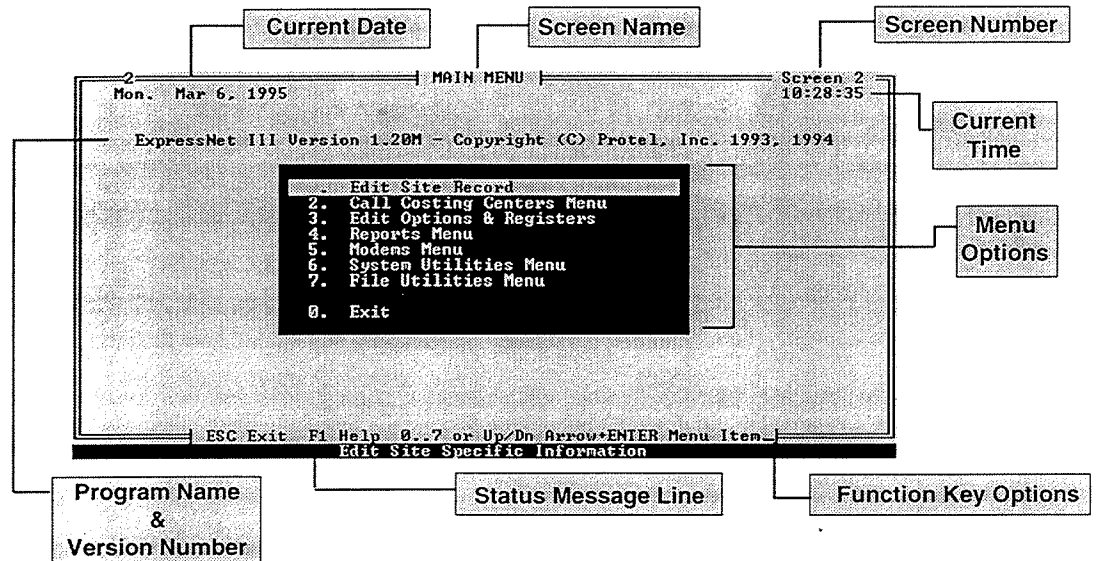 Current Date
Screen Name
Screen Number
2
MAIN MENU
Screen 2
Mon. Mar 6, 1995
10:28:35
Current
Time
ExpressNet III Version 1.20M - Copyright (C) Protel, Inc. 1993, 1994
. Edit Site Record
2. Call Costing Centers Menu
3. Edit Options & Registers
4. Reports Menu
5. Modems Menu
6. System Utilities Menu
7. File Utilities Menu
0. Exit
Menu
Options
ESC Exit F1 Help 0..7 or Up/Dn Arrow+ENTER Menu Item_
Edit Site Specific Information
Program Name
&
Version Number
Status Message Line
Function Key Options